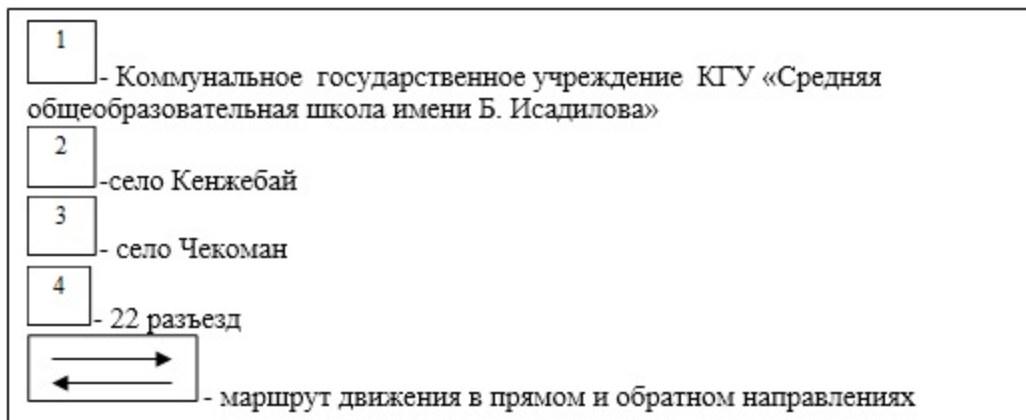 1
- Коммунальное государственное учреждение КГУ «Средняя
общеобразовательная школа имени Б. Исадилова»
2
-село Кенжебай
3
- село Чекоман
4
- 22 разъезд
- маршрут движения в прямом и обратном направлениях